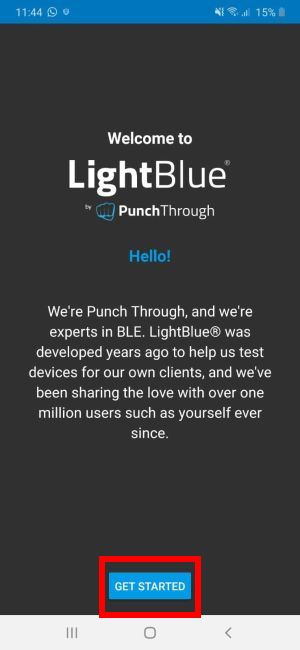 11:44 15%
Welcome to
LightBlue®
by PunchThrough
Hello!
We're Punch Through, and we're
experts in BLE. LightBlue® was
developed years ago to help us test
devices for our own clients, and we've
been sharing the love with over one
million users such as yourself ever
since.
GET STARTED